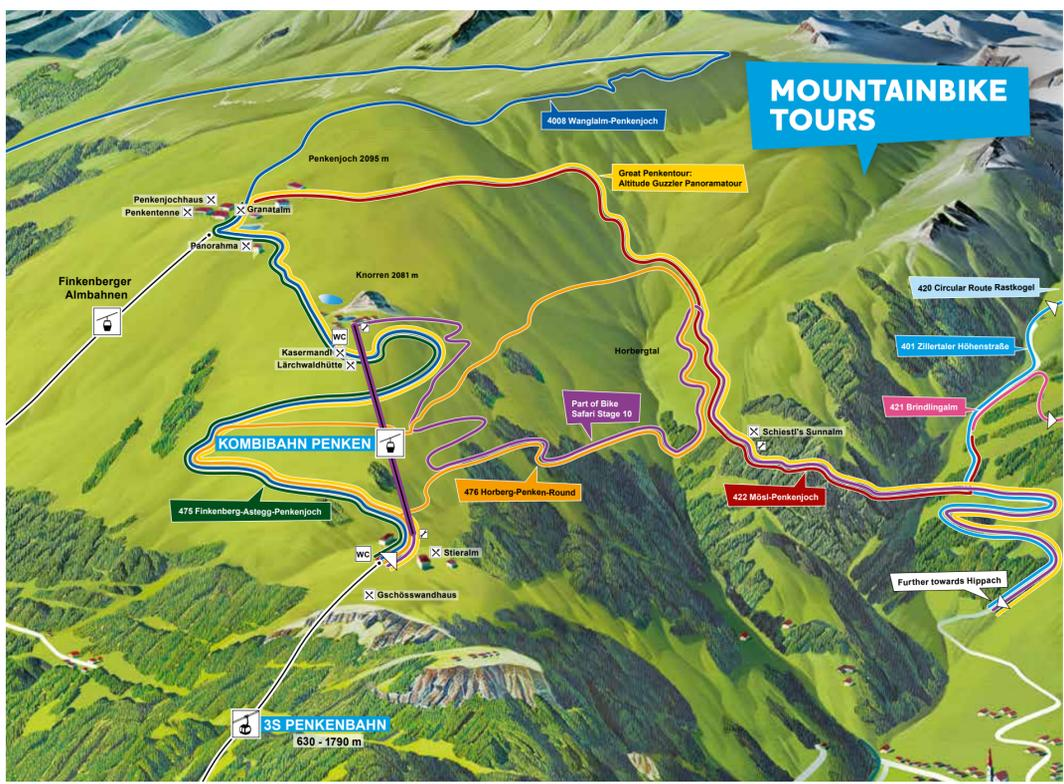 MOUNTAINBIKE
TOURS
4008 Wanglalm-Penkenjoch
Penkenjoch 2095 m
Great Penkentour:
Altitude Guzzler Panoramatour
Penkenjochhaus
Penkentenne
Granatalm
Panorahma
Finkenberger
Almbahnen
Knorren 2081 m
420 Circular Route Rastkogel
WC
Kasermandl
Lärchwaldhütte
Horbergtal
401 Zillertaler Höhenstraße
Part of Bike
Safari Stage 10
421 Brindlingalm
KOMBIBAHN PENKEN
Schiestl's Sunnalm
476 Horberg-Penken-Round
422 Mösl-Penkenjoch
475 Finkenberg-Astegg-Penkenjoch
WC
Stieralm
Further towards Hippach
Gschösswandhaus
3S PENKENBAHN
630 - 1790 m